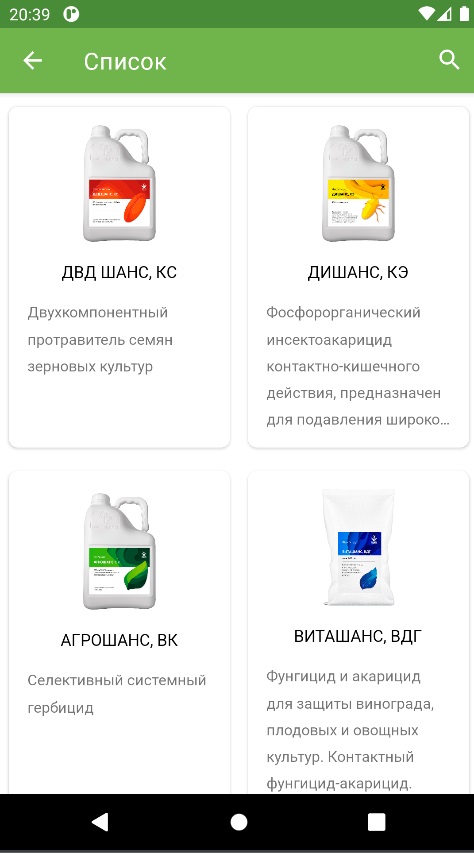 20:39
Список
ДВД ШАНС, КС
Двухкомпонентный
протравитель семян
зерновых культур
ДИШАНС, КЭ
Фосфорорганический
инсектоакарицид
контактно-кишечного
действия, предназначен
для подавления широко…
АГРОШАНС, ВК
Селективный системный
гербицид
ВИТАШАНС, ВДГ
Фунгицид и акарицид
для защиты винограда,
плодовых и овощных
культур. Контактный
фунгицид-акарицид.